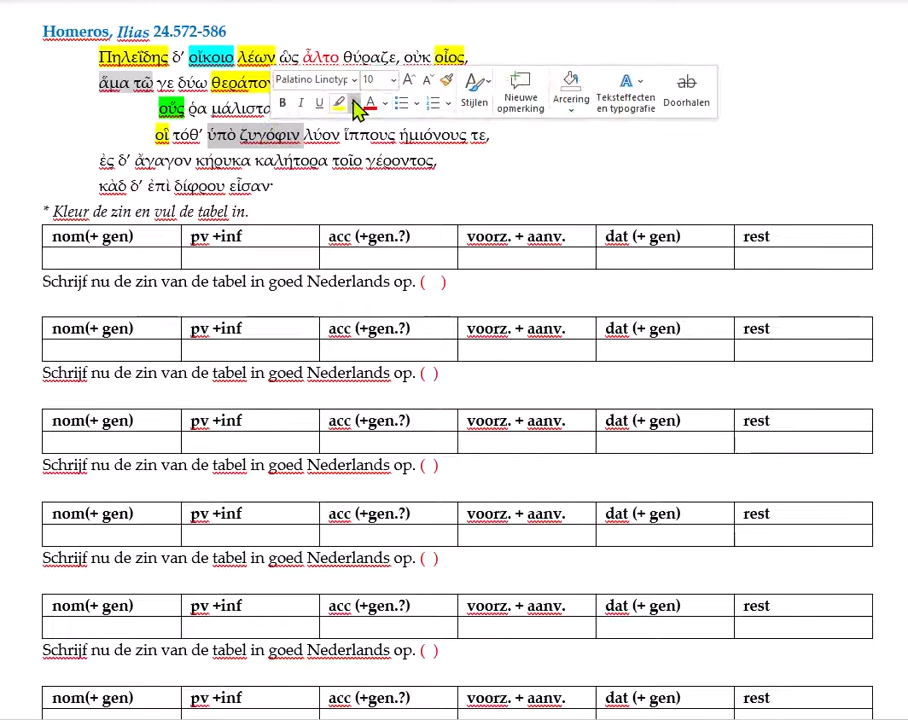 Homeros, Ilias 24.572-586
Πηλεΐδης δ’ οἴκοιο λέων ὣς ἆλτο θύραζε, οὐκ οἶος,
ἅμα τῶ γε δύω θεράπο
οὕς ῥα μάλιστα
οἳ τόθ’ ὑπὸ ζυγόφιν λύον ἵππους ἡμιόνους τε,
ἐς δ’ ἄγαγον κήρυκα καλήτορα τοῖο γέροντος,
κὰδ δ’ ἐπὶ δίφρου εἷσαν·
Palatino Linotyp 10 A A
B I U A Stijlen Nieuwe opmerking Arcering Teksteffecten en typografie ab Doorhalen
* Kleur de zin en vul de tabel in.
nom(+ gen) pv +inf acc (+gen.?) voorz. + aanv. dat (+ gen) rest
Schrijf nu de zin van de tabel in goed Nederlands op. ( )
nom(+ gen) pv +inf acc (+gen.?) voorz. + aanv. dat (+ gen) rest
Schrijf nu de zin van de tabel in goed Nederlands op. ( )
nom(+ gen) pv +inf acc (+gen.?) voorz. + aanv. dat (+ gen) rest
Schrijf nu de zin van de tabel in goed Nederlands op. ( )
nom(+ gen) pv +inf acc (+gen.?) voorz. + aanv. dat (+ gen) rest
Schrijf nu de zin van de tabel in goed Nederlands op. ( )
nom(+ gen) pv +inf acc (+gen.?) voorz. + aanv. dat (+ gen) rest
Schrijf nu de zin van de tabel in goed Nederlands op. ( )
nom(+ gen) pv +inf acc (+gen.?) voorz. + aanv. dat (+ gen) rest